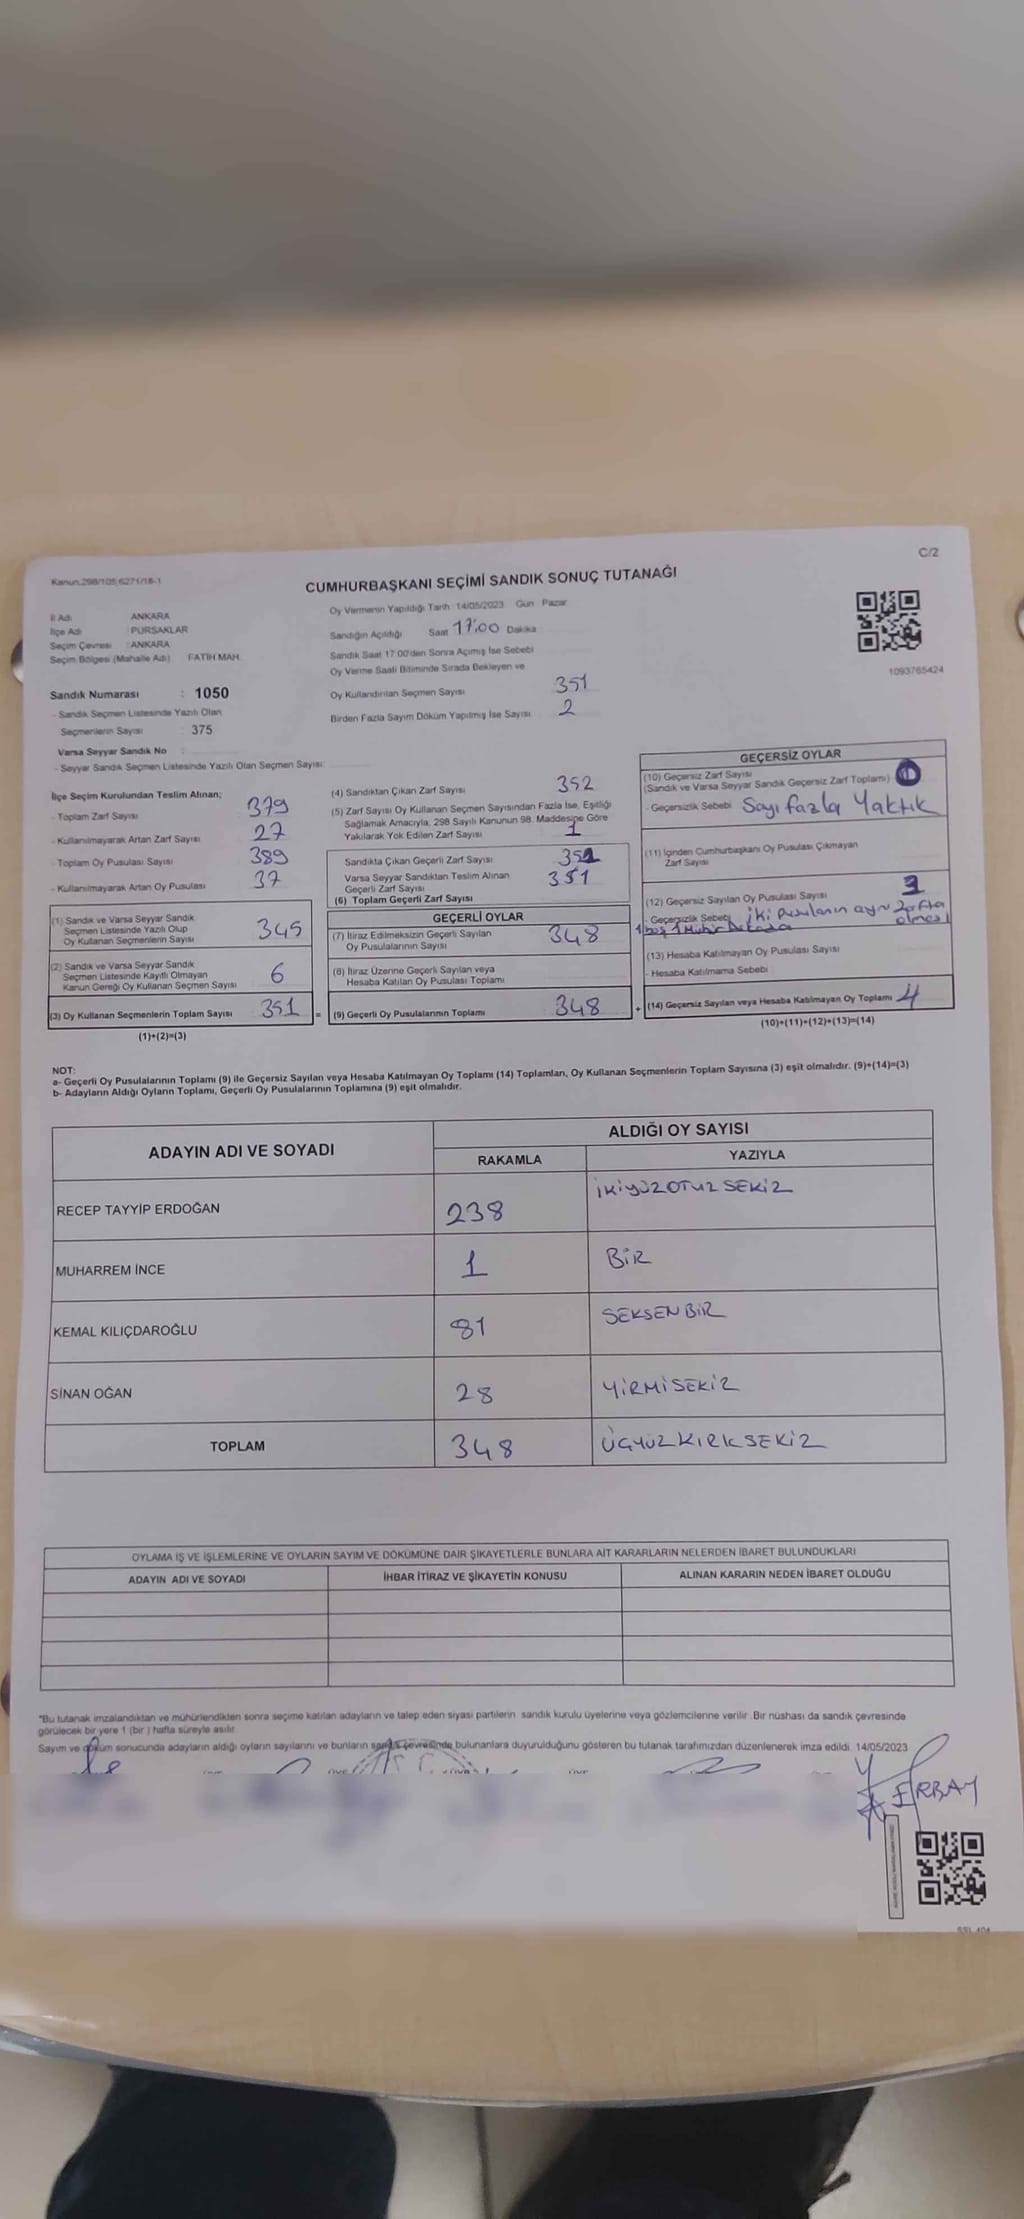 C/2
Kanun.298/105,6271/18-1
CUMHURBAŞKANI SEÇİMİ SANDIK SONUÇ TUTANAĞI
İl Adı : ANKARA
İlçe Adı : PURSAKLAR
Seçim Çevresi : ANKARA
Seçim Bölgesi (Mahalle Adı) : FATİH MAH.
Sandık Numarası : 1050
- Sandık Seçmen Listesinde Yazılı Olan
Seçmenlerin Sayısı : 375
Varsa Seyyar Sandık No :
- Seyyar Sandık Seçmen Listesinde Yazılı Olan Seçmen Sayısı:
Oy Vermenin Yapıldığı Tarih: 14/05/2023 Gün : Pazar
Sandığın Açıldığı Saat 17:00 Dakika
Sandık Saat 17:00'den Sonra Açımış İse Sebebi
Oy Verme Saati Bitiminde Sırada Bekleyen ve
Oy Kullandırılan Seçmen Sayısı 351
Birden Fazla Sayım Döküm Yapılmış İse Sayısı 2
1093765424
İlçe Seçim Kurulundan Teslim Alınan;
- Toplam Zarf Sayısı 379
- Kullanılmayarak Artan Zarf Sayısı 27
- Toplam Oy Pusulası Sayısı 389
- Kullanılmayarak Artan Oy Pusulası 37
(1) Sandık ve Varsa Seyyar Sandık
Seçmen Listesinde Yazılı Olup
Oy Kullanan Seçmenlerin Sayısı 345
(2) Sandık ve Varsa Seyyar Sandık
Seçmen Listesinde Kayıtlı Olmayan
Kanun Gereği Oy Kullanan Seçmen Sayısı 6
(3) Oy Kullanan Seçmenlerin Toplam Sayısı 351 =
(1)+(2)=(3)
(4) Sandıktan Çıkan Zarf Sayısı 352
(5) Zarf Sayısı Oy Kullanan Seçmen Sayısından Fazla İse, Eşitliği
Sağlamak Amacıyla, 298 Sayılı Kanunun 98. Maddesine Göre
Yakılarak Yok Edilen Zarf Sayısı 1
Sandıkta Çıkan Geçerli Zarf Sayısı 351
Varsa Seyyar Sandıktan Teslim Alınan
Geçerli Zarf Sayısı 351
(6) Toplam Geçerli Zarf Sayısı
GEÇERLİ OYLAR
(7) İtiraz Edilmeksizin Geçerli Sayılan
Oy Pusulalarının Sayısı 348
(8) İtiraz Üzerine Geçerli Sayılan veya
Hesaba Katılan Oy Pusulası Toplamı
(9) Geçerli Oy Pusulalarının Toplamı 348 +
GEÇERSİZ OYLAR
(10) Geçersiz Zarf Sayısı
(Sandık ve Varsa Seyyar Sandık Geçersiz Zarf Toplamı)
- Geçersizlik Sebebi Sayı fazla Yaktık
(11) İçinden Cumhurbaşkanı Oy Pusulası Çıkmayan
Zarf Sayısı
(12) Geçersiz Sayılan Oy Pusulası Sayısı 3
- Geçersizlik Sebebi iki Pusulanın aynı Zarfta
olması
1 boş 1 Mühür Arkada
(13) Hesaba Katılmayan Oy Pusulası Sayısı
- Hesaba Katılmama Sebebi
(14) Geçersiz Sayılan veya Hesaba Katılmayan Oy Toplamı 4
(10)+(11)+(12)+(13)=(14)
NOT:
a- Geçerli Oy Pusulalarının Toplamı (9) ile Geçersiz Sayılan veya Hesaba Katılmayan Oy Toplamı (14) Toplamları, Oy Kullanan Seçmenlerin Toplam Sayısına (3) eşit olmalıdır. (9)+(14)=(3)
b- Adayların Aldığı Oyların Toplamı, Geçerli Oy Pusulalarının Toplamına (9) eşit olmalıdır.
ADAYIN ADI VE SOYADI ALDIĞI OY SAYISI
RAKAMLA YAZIYLA
RECEP TAYYİP ERDOĞAN 238 İKİYÜZOTUZSEKİZ
MUHARREM İNCE 1 BİR
KEMAL KILIÇDAROĞLU 81 SEKSENBİR
SİNAN OĞAN 28 YİRMİSEKİZ
TOPLAM 348 ÜÇYÜZKIRKSEKİZ
OYLAMA İŞ VE İŞLEMLERİNE VE OYLARIN SAYIM VE DÖKÜMÜNE DAİR ŞİKAYETLERLE BUNLARA AİT KARARLARIN NELERDEN İBARET BULUNDUKLARI
ADAYIN ADI VE SOYADI İHBAR İTİRAZ VE ŞİKAYETİN KONUSU ALINAN KARARIN NEDEN İBARET OLDUĞU
"Bu tutanak imzalandıktan ve mühürlendikten sonra seçime katılan adayların ve talep eden siyasi partilerin sandık kurulu üyelerine veya gözlemcilerine verilir. Bir nüshası da sandık çevresinde
görülecek bir yere 1 (bir) hafta süreyle asılır.
Sayım ve döküm sonucunda adayların aldığı oyların sayılarını ve bunların sandık çevresinde bulunanlara duyurulduğunu gösteren bu tutanak tarafımızdan düzenlenerek imza edildi. 14/05/2023
ERBAY